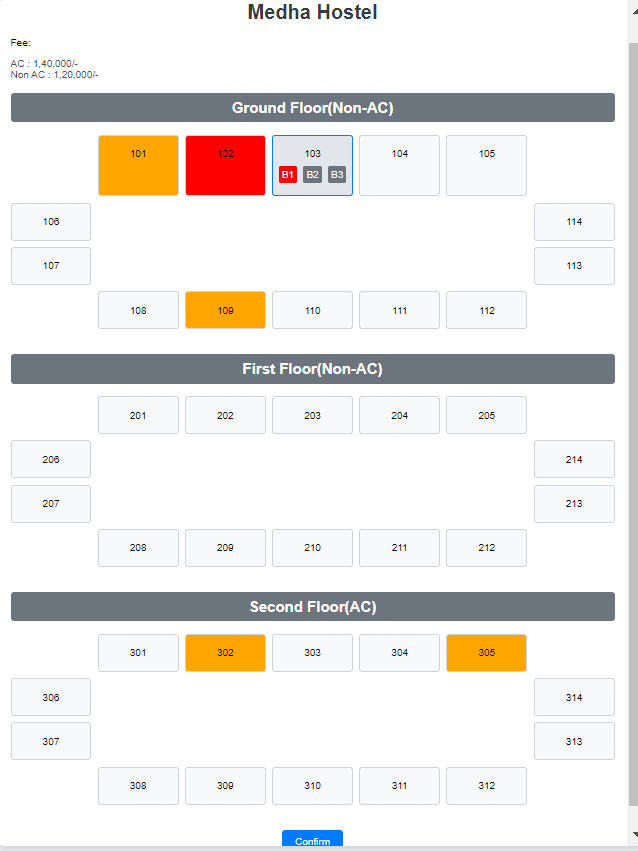 Medha Hostel
Fee:
AC : 1,40,000/-
Non AC : 1,20,000/-
Ground Floor(Non-AC)
101 102 103 104 105
B1 B2 B3
106 114
107 113
108 109 110 111 112
First Floor(Non-AC)
201 202 203 204 205
206 214
207 213
208 209 210 211 212
Second Floor(AC)
301 302 303 304 305
306 314
307 313
308 309 310 311 312
Confirm